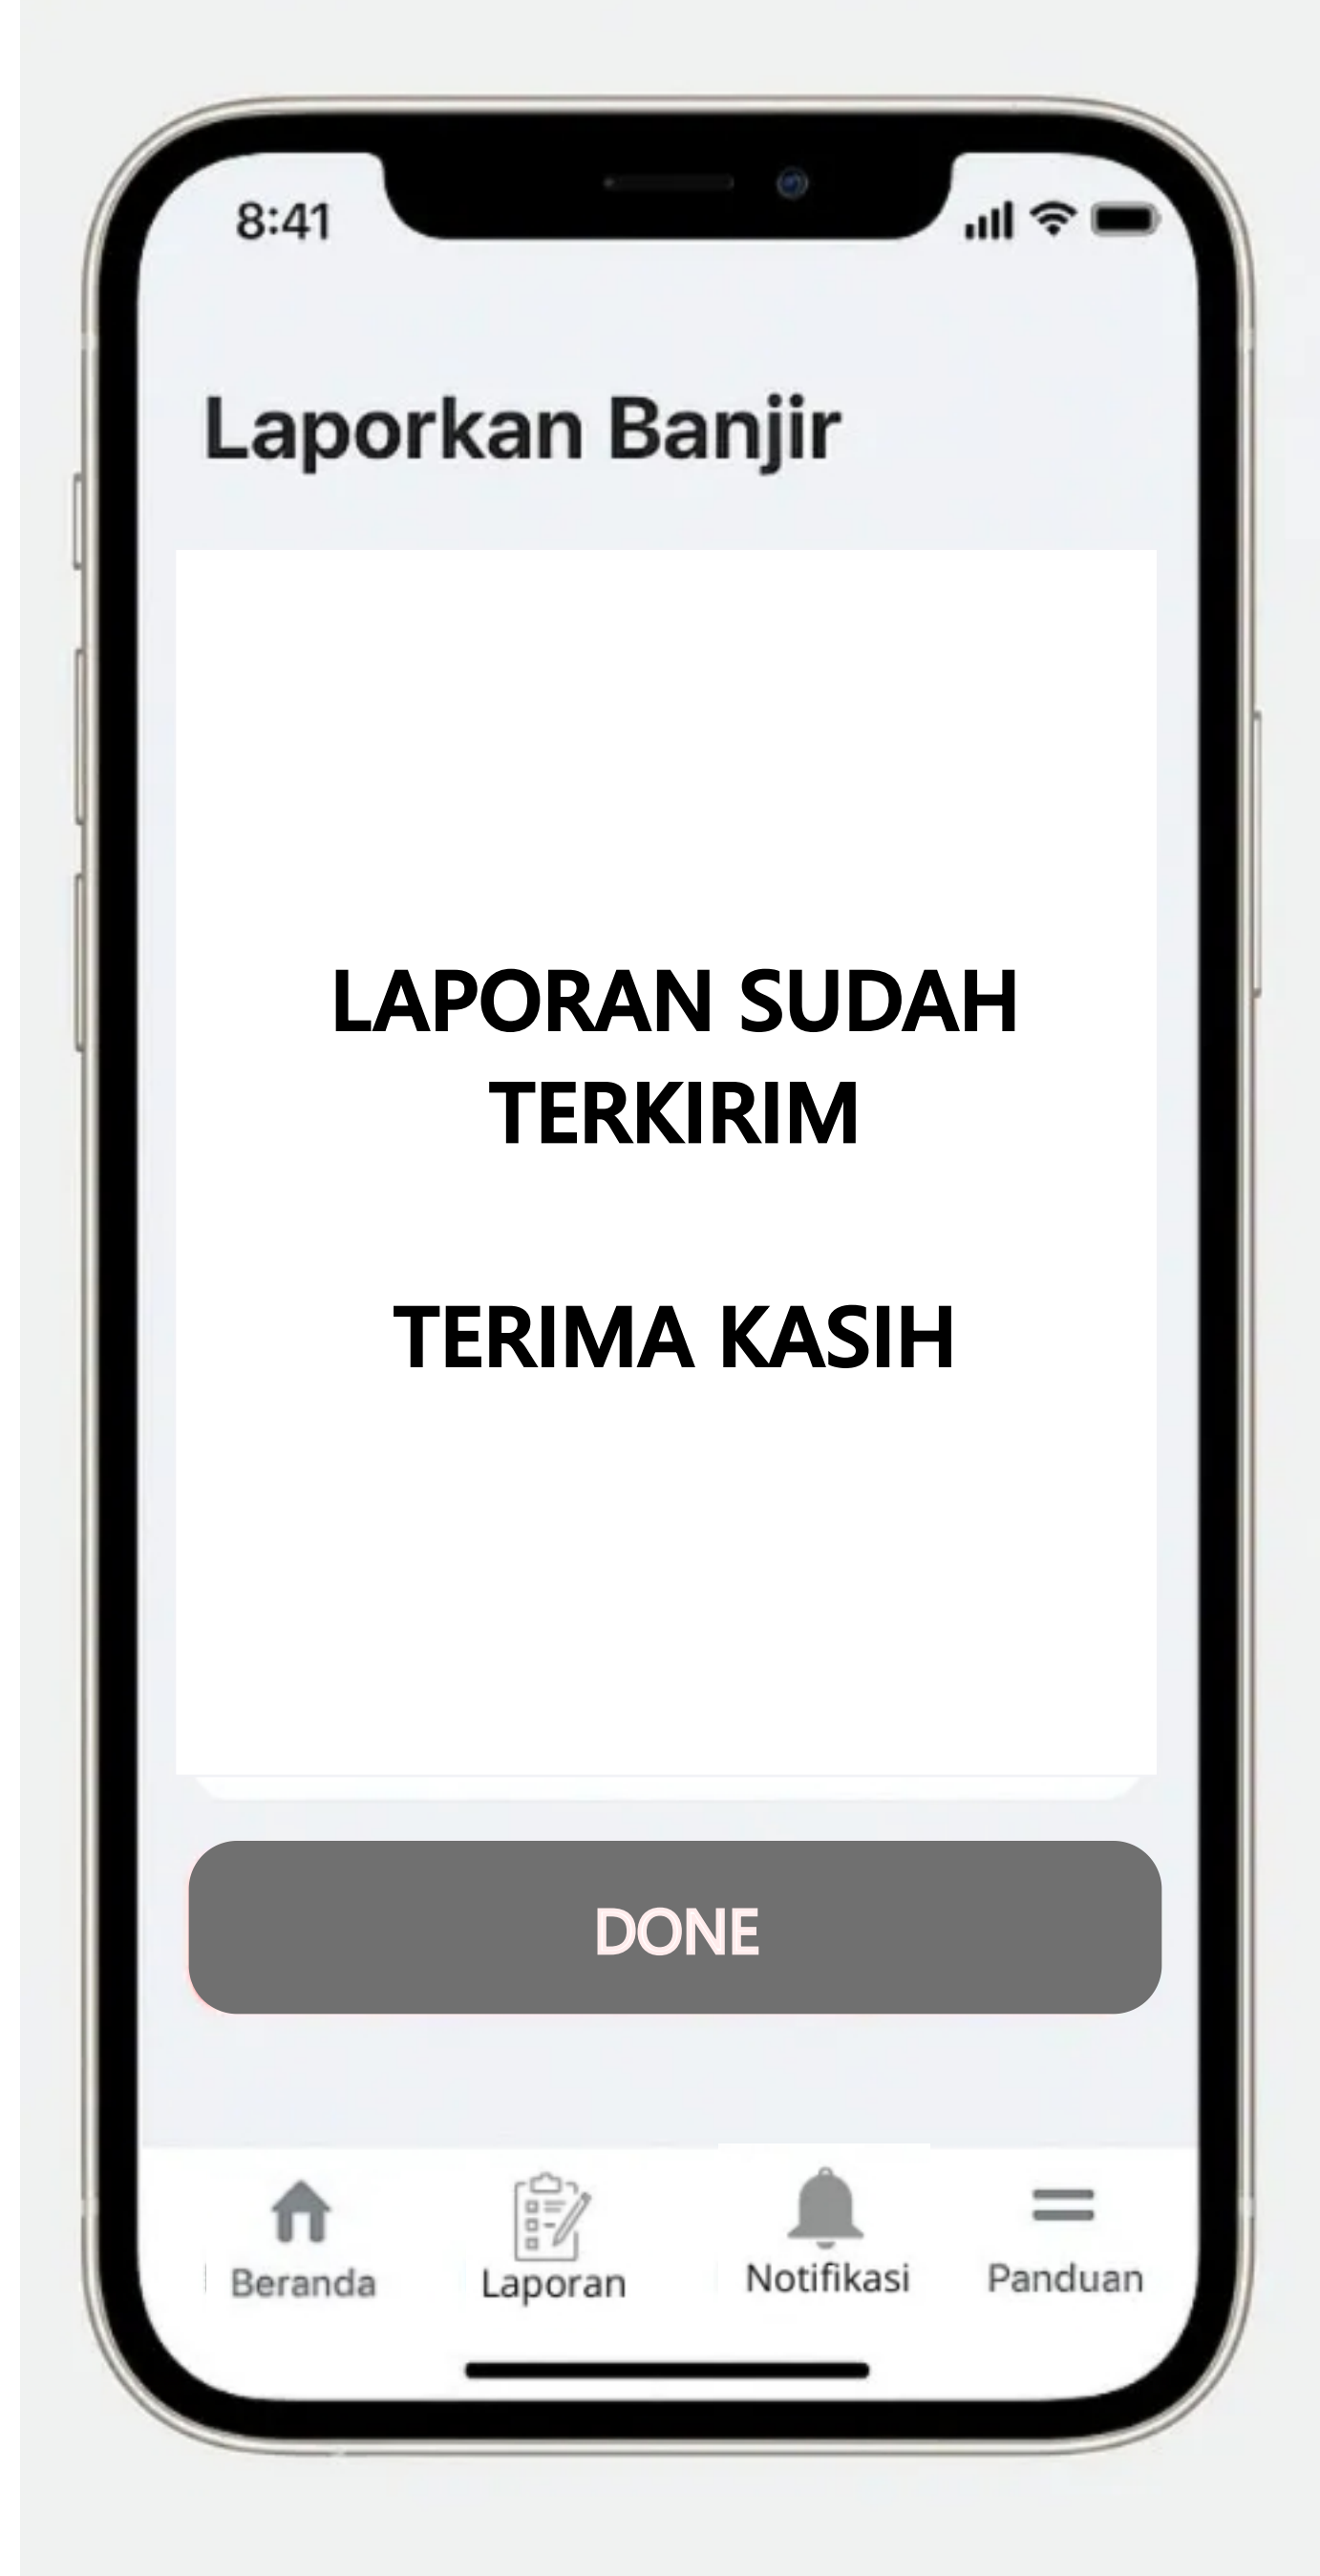 8:41
Laporkan Banjir
LAPORAN SUDAH
TERKIRIM
TERIMA KASIH
DONE
Beranda
Laporan
Notifikasi
Panduan